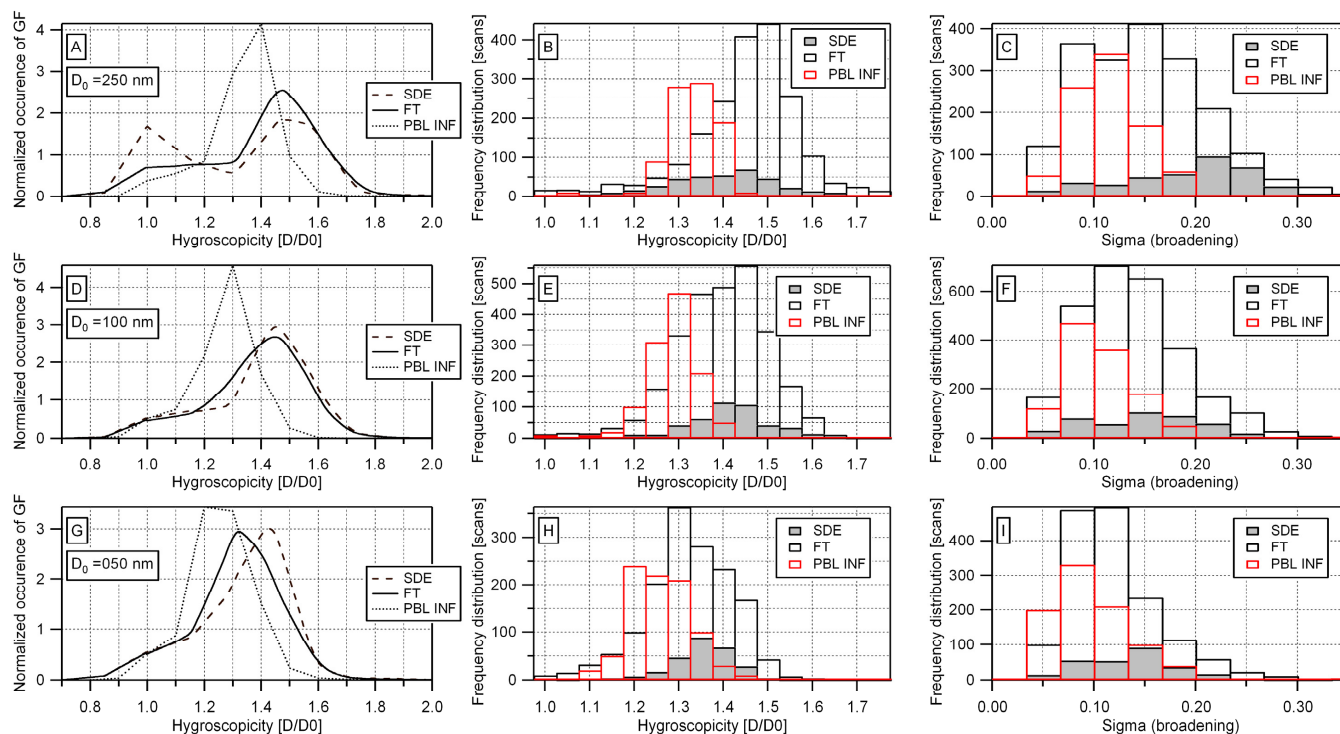 A
D₀ =250 nm
SDE
FT
PBL INF
Normalized occurence of GF
4
3
2
1
0
0.8
1.0
1.2
1.4
1.6
1.8
2.0
Hygroscopicity [D/D0]
B
SDE
FT
PBL INF
Frequency distribution [scans]
400
300
200
100
0
1.0
1.1
1.2
1.3
1.4
1.5
1.6
1.7
Hygroscopicity [D/D0]
C
SDE
FT
PBL INF
Frequency distribution [scans]
400
300
200
100
0
0.00
0.10
0.20
0.30
Sigma (broadening)
D
D₀ =100 nm
SDE
FT
PBL INF
Normalized occurence of GF
4
3
2
1
0
0.8
1.0
1.2
1.4
1.6
1.8
2.0
Hygroscopicity [D/D0]
E
SDE
FT
PBL INF
Frequency distribution [scans]
500
400
300
200
100
0
1.0
1.1
1.2
1.3
1.4
1.5
1.6
1.7
Hygroscopicity [D/D0]
F
SDE
FT
PBL INF
Frequency distribution [scans]
600
400
200
0
0.00
0.10
0.20
0.30
Sigma (broadening)
G
D₀ =050 nm
SDE
FT
PBL INF
Normalized occurence of GF
3
2
1
0
0.8
1.0
1.2
1.4
1.6
1.8
2.0
Hygroscopicity [D/D0]
H
SDE
FT
PBL INF
Frequency distribution [scans]
300
200
100
0
1.0
1.1
1.2
1.3
1.4
1.5
1.6
1.7
Hygroscopicity [D/D0]
I
SDE
FT
PBL INF
Frequency distribution [scans]
400
300
200
100
0
0.00
0.10
0.20
0.30
Sigma (broadening)